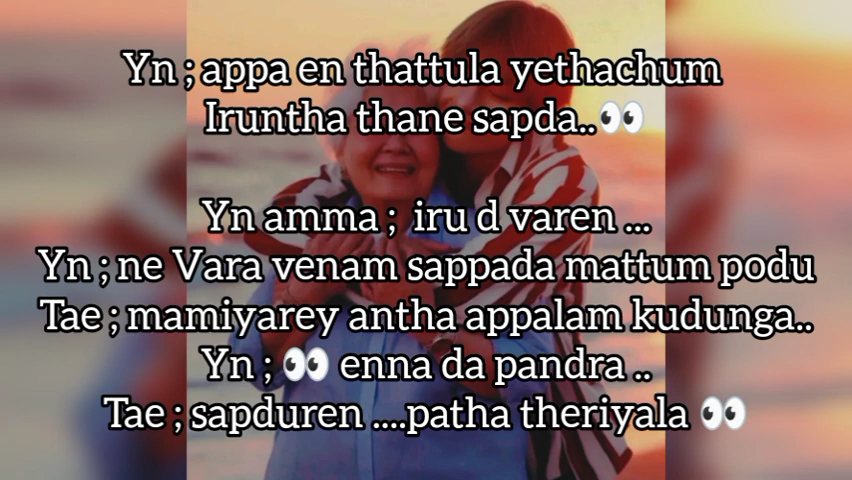 Yn ; appa en thattula yethachum
Iruntha thane sapda..👀
Yn amma ; iru d varen ...
Yn ; ne Vara venam sappada mattum podu
Tae ; mamiyarey antha appalam kudunga..
Yn ; 👀 enna da pandra ..
Tae ; sapduren ....patha theriyala 👀